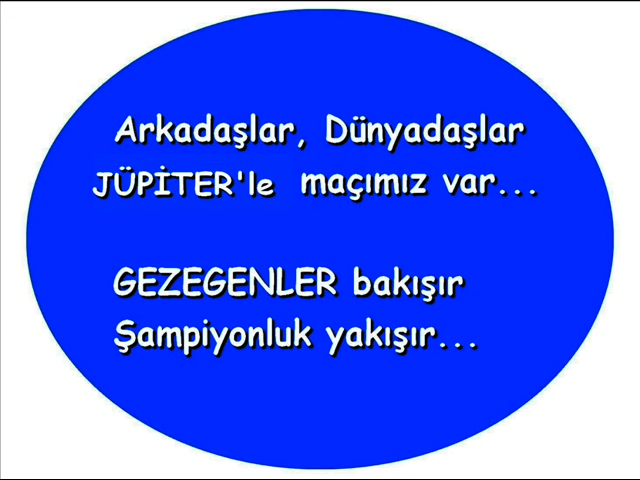 Arkadaşlar, Dünyadaşlar
JÜPİTER'le maçımız var...
GEZEGENLER bakışır
Şampiyonluk yakışır...